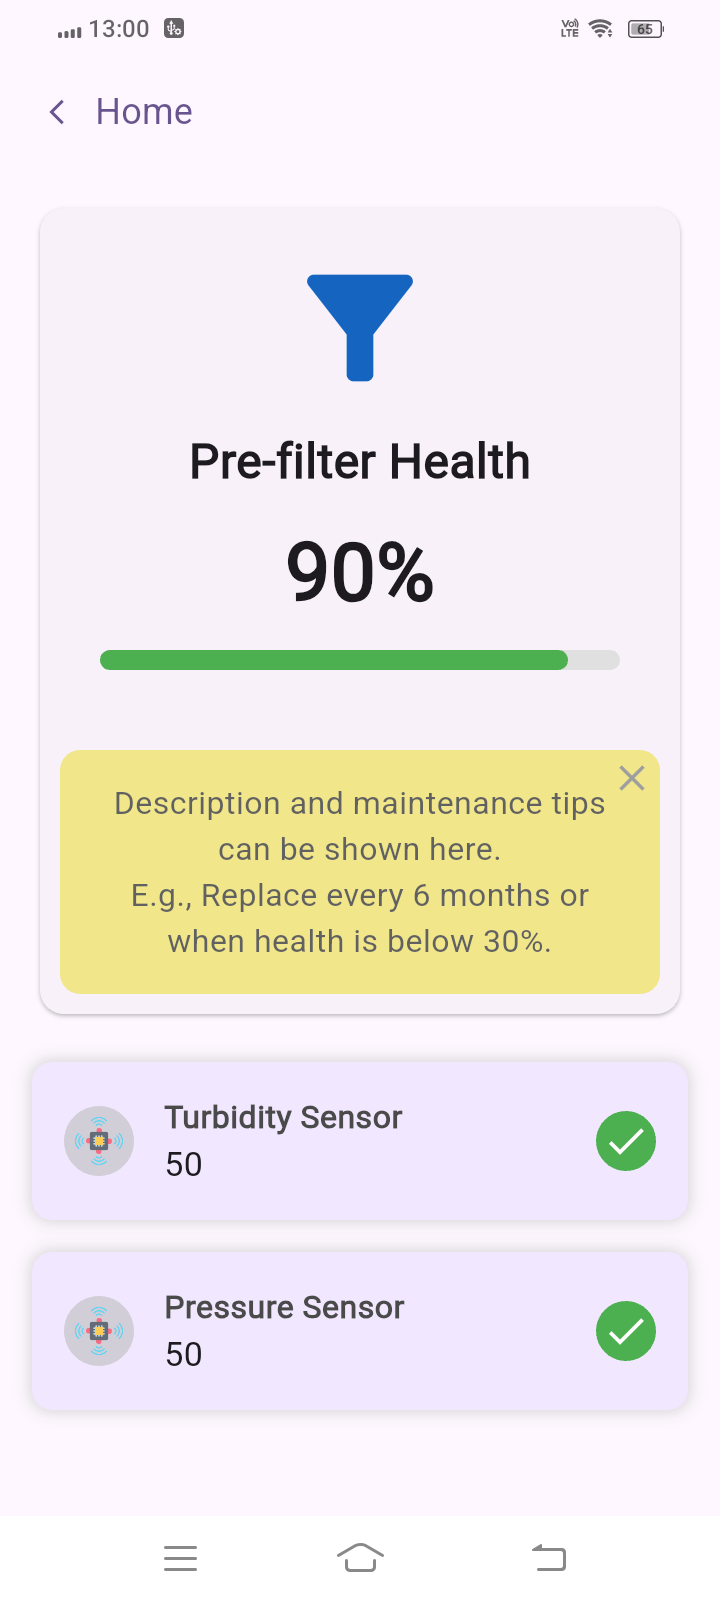 13:00
Vo)) LTE
65
Home
Pre-filter Health
90%
Description and maintenance tips
can be shown here.
E.g., Replace every 6 months or
when health is below 30%.
Turbidity Sensor
50
Pressure Sensor
50